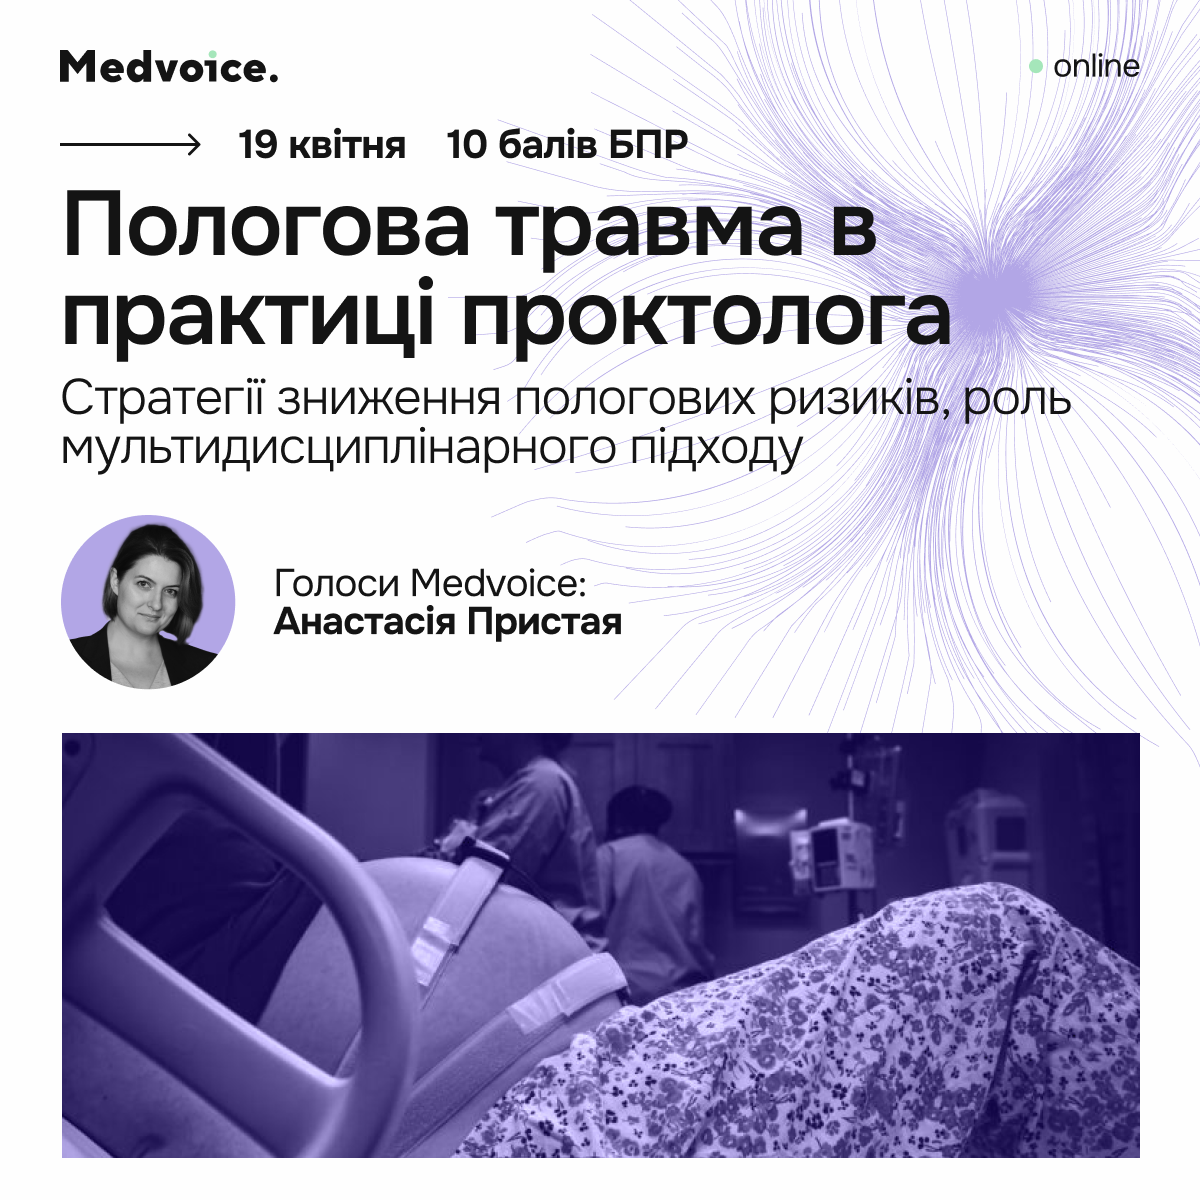 Medvoice.
online
19 квітня 10 балів БПР
Пологова травма в
практиці проктолога
Стратегії зниження пологових ризиків, роль
мультидисциплінарного підходу
Голоси Medvoice:
Анастасія Пристая